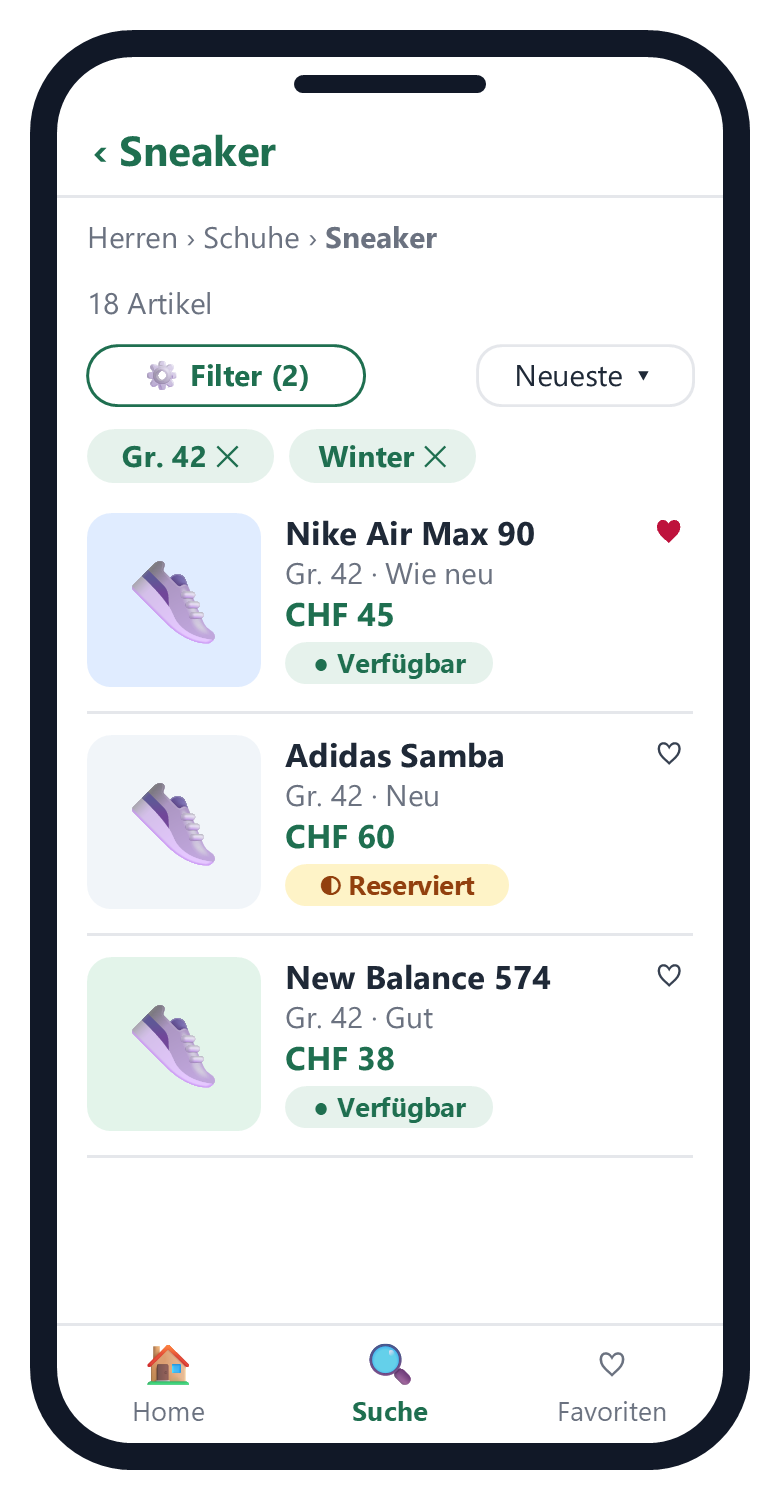 ‹ Sneaker
Herren › Schuhe › Sneaker
18 Artikel
Filter (2)
Neueste ▾
Gr. 42 ✕
Winter ✕
Nike Air Max 90
Gr. 42 · Wie neu
CHF 45
● Verfügbar
Adidas Samba
Gr. 42 · Neu
CHF 60
◐ Reserviert
New Balance 574
Gr. 42 · Gut
CHF 38
● Verfügbar
Home
Suche
Favoriten